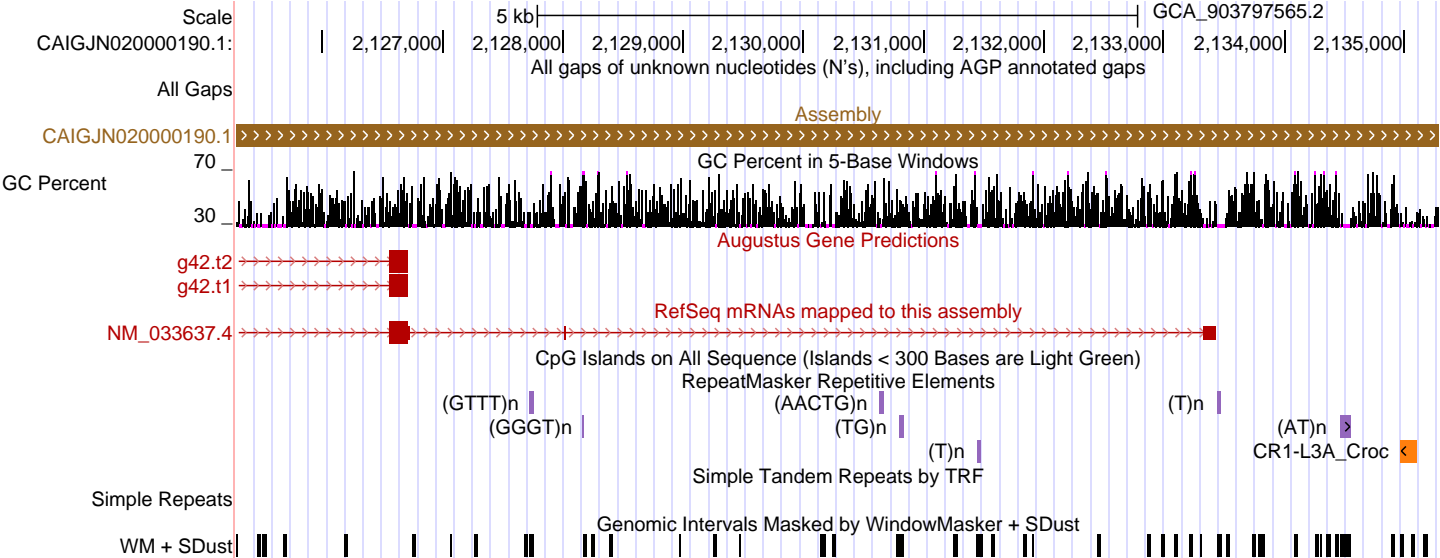 Scale 5 kb GCA_903797565.2
CAIGJN020000190.1: 2,127,000 2,128,000 2,129,000 2,130,000 2,131,000 2,132,000 2,133,000 2,134,000 2,135,000
All gaps of unknown nucleotides (N's), including AGP annotated gaps
All Gaps
Assembly
CAIGJN020000190.1
GC Percent in 5-Base Windows
70
GC Percent
30
Augustus Gene Predictions
g42.t2
g42.t1
RefSeq mRNAs mapped to this assembly
NM_033637.4
CpG Islands on All Sequence (Islands < 300 Bases are Light Green)
RepeatMasker Repetitive Elements
(GTTT)n (AACTG)n (T)n
(GGGT)n (TG)n (AT)n
(T)n CR1-L3A_Croc
Simple Tandem Repeats by TRF
Simple Repeats
Genomic Intervals Masked by WindowMasker + SDust
WM + SDust